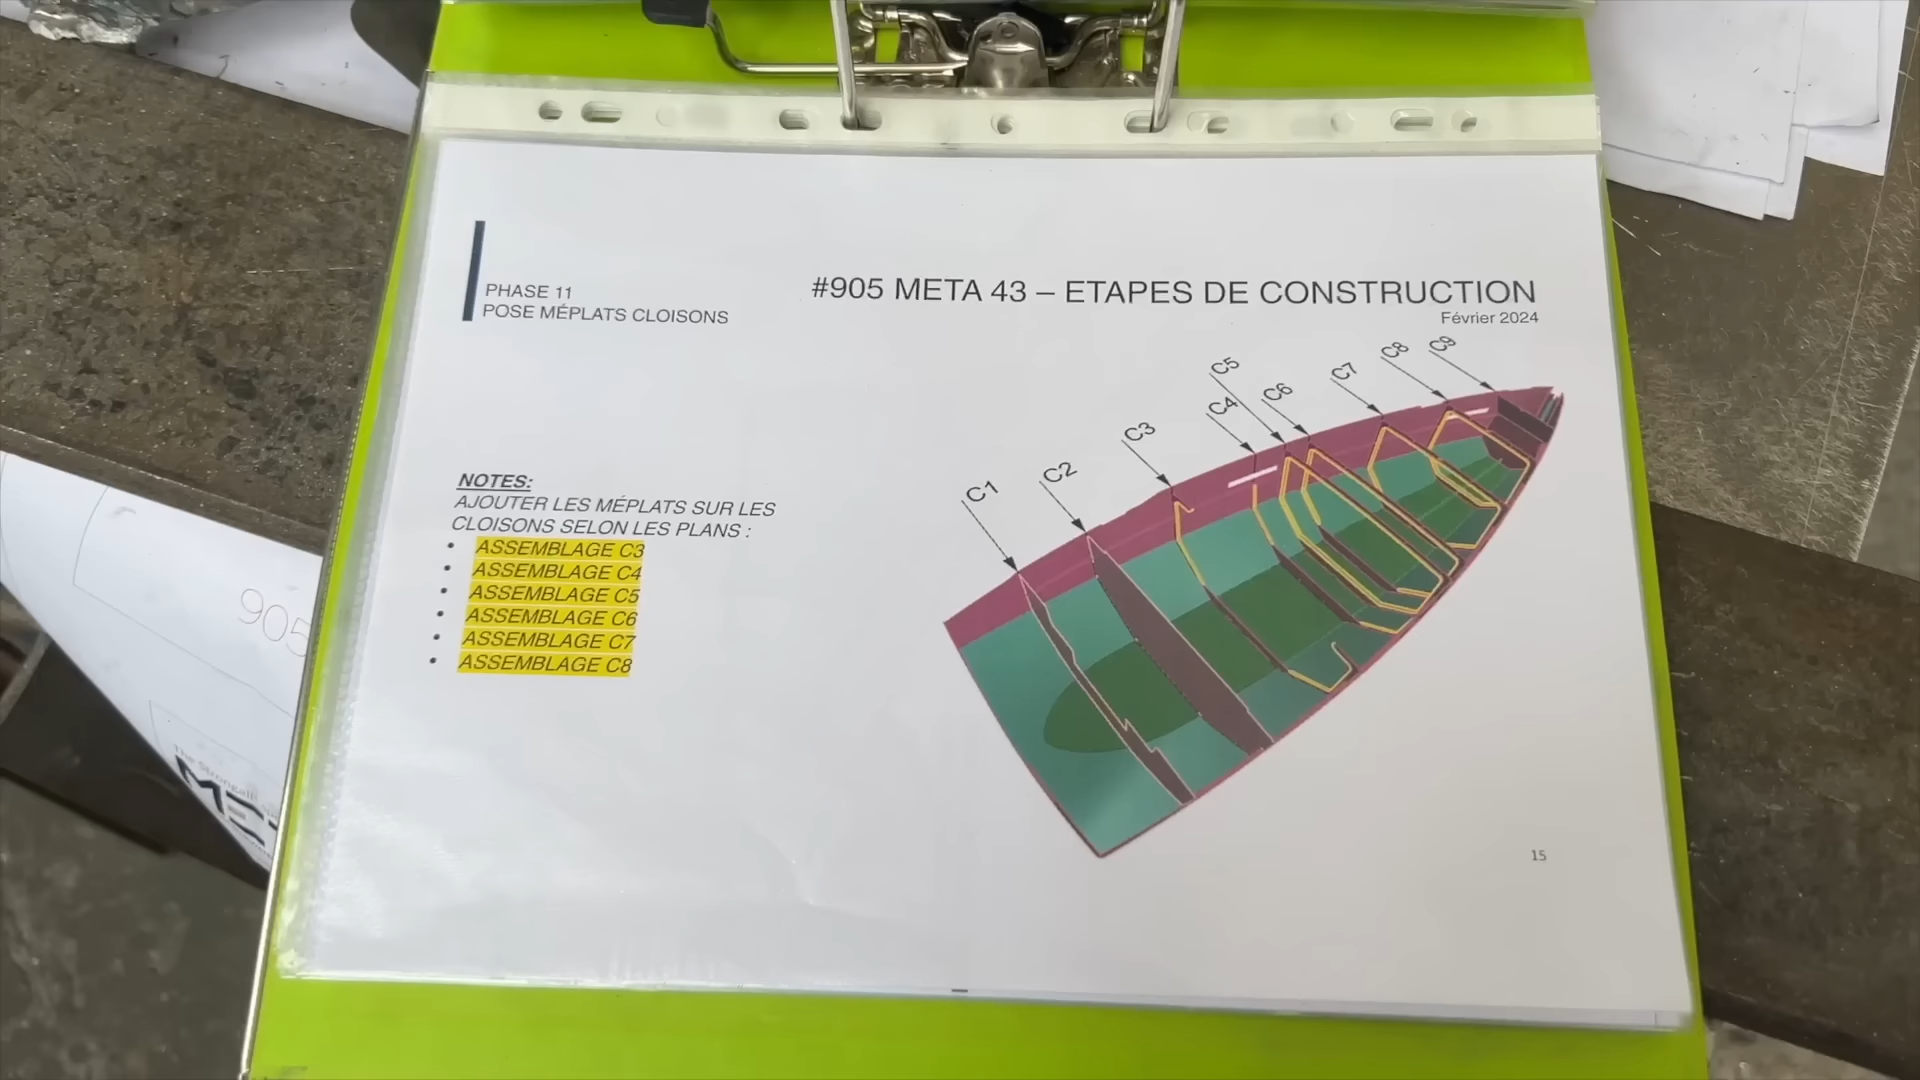 PHASE 11
POSE MÉPLATS CLOISONS
#905 META 43 – ETAPES DE CONSTRUCTION
Février 2024
NOTES:
AJOUTER LES MÉPLATS SUR LES
CLOISONS SELON LES PLANS :
• ASSEMBLAGE C3
• ASSEMBLAGE C4
• ASSEMBLAGE C5
• ASSEMBLAGE C6
• ASSEMBLAGE C7
• ASSEMBLAGE C8
C1
C2
C3
C4
C5
C6
C7
C8
C9
15
905
The Strongall